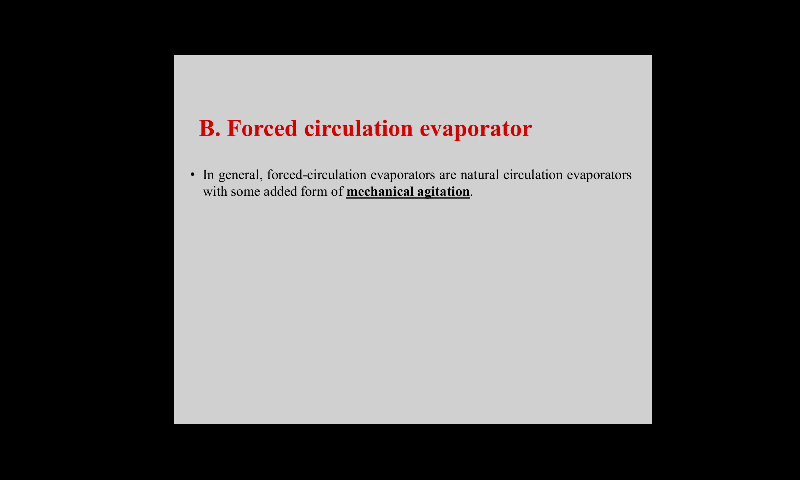 B. Forced circulation evaporator
• In general, forced-circulation evaporators are natural circulation evaporators
with some added form of mechanical agitation.